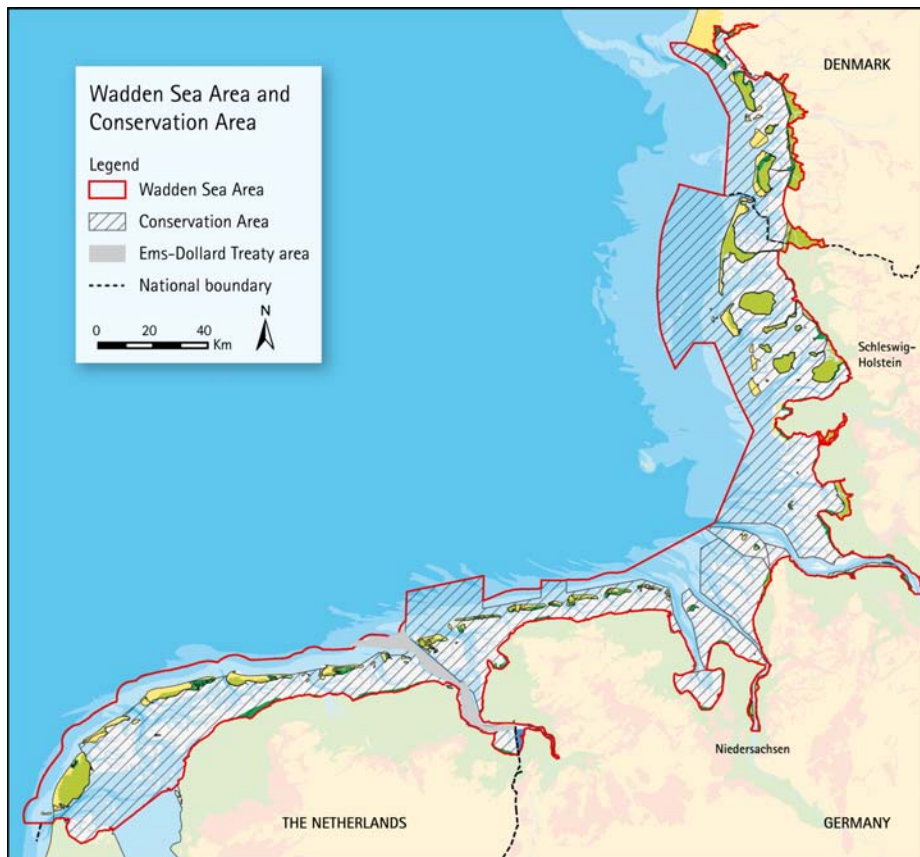 Wadden Sea Area and
Conservation Area
Legend
Wadden Sea Area
Conservation Area
Ems-Dollard Treaty area
National boundary
N
0 20 40
Km
DENMARK
Schleswig-
Holstein
Niedersachsen
THE NETHERLANDS
GERMANY